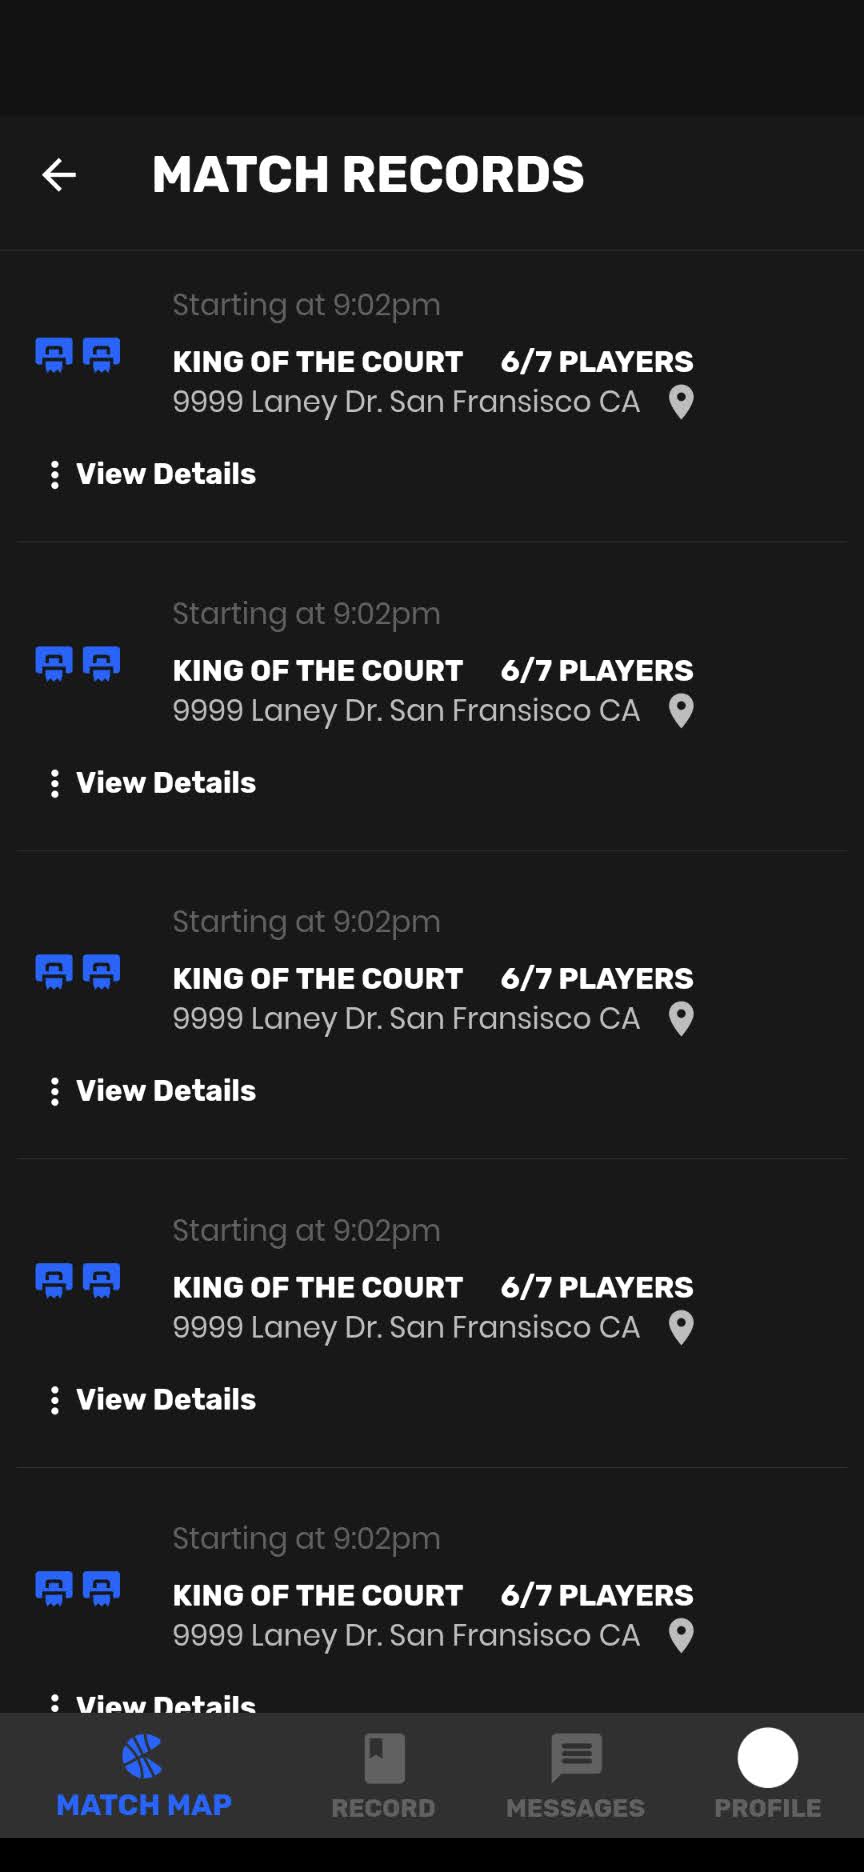 MATCH RECORDS
Starting at 9:02pm
KING OF THE COURT 6/7 PLAYERS
9999 Laney Dr. San Fransisco CA
View Details
Starting at 9:02pm
KING OF THE COURT 6/7 PLAYERS
9999 Laney Dr. San Fransisco CA
View Details
Starting at 9:02pm
KING OF THE COURT 6/7 PLAYERS
9999 Laney Dr. San Fransisco CA
View Details
Starting at 9:02pm
KING OF THE COURT 6/7 PLAYERS
9999 Laney Dr. San Fransisco CA
View Details
Starting at 9:02pm
KING OF THE COURT 6/7 PLAYERS
9999 Laney Dr. San Fransisco CA
View Details
MATCH MAP RECORD MESSAGES PROFILE